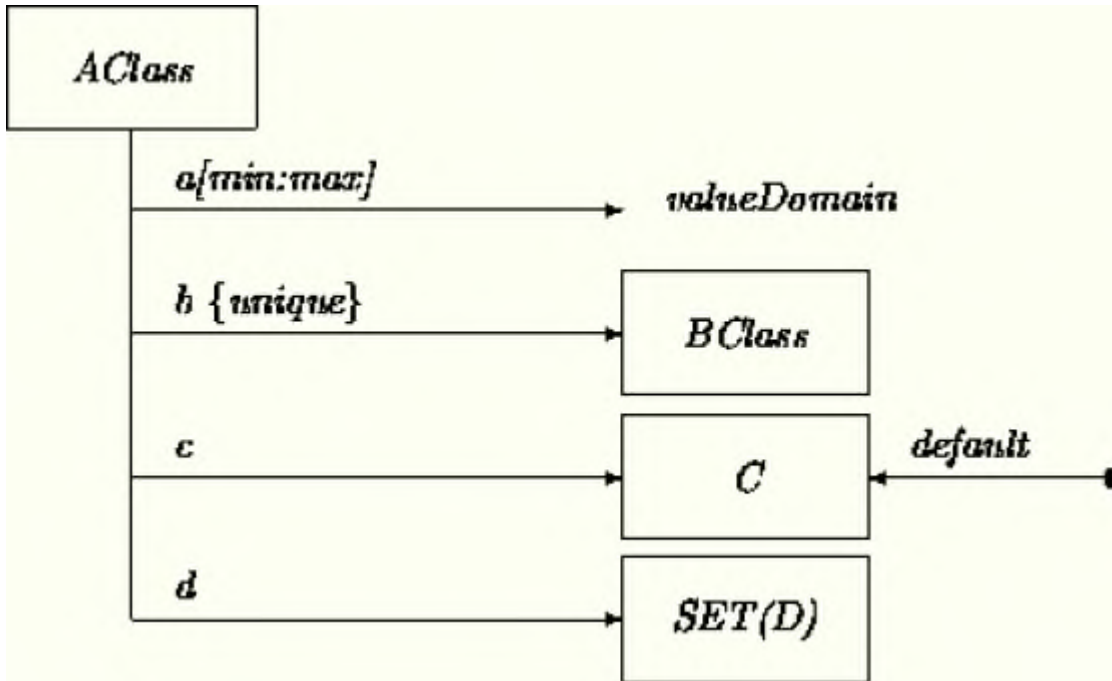 AClass
a[min:max]
valueDomain
b {unique}
BClass
c
C
default
d
SET(D)